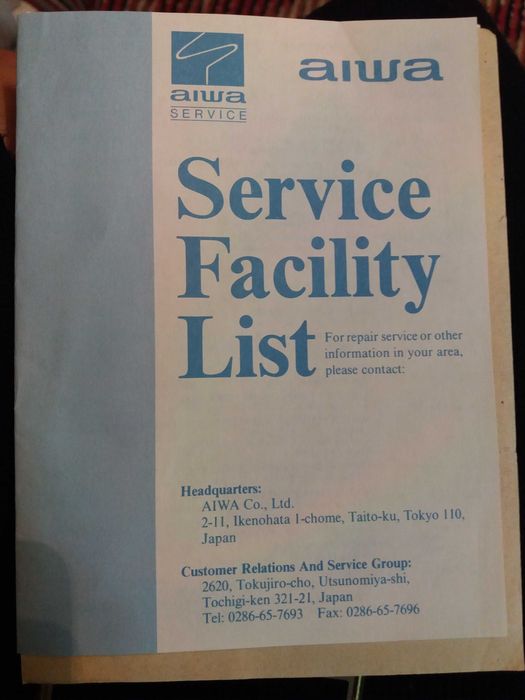 aiwa
aiwa
SERVICE
Service
Facility
List
For repair service or other
information in your area,
please contact:
Headquarters:
AIWA Co., Ltd.
2-11, Ikenohata 1-chome, Taito-ku, Tokyo 110,
Japan
Customer Relations And Service Group:
2620, Tokujiro-cho, Utsunomiya-shi,
Tochigi-ken 321-21, Japan
Tel: 0286-65-7693 Fax: 0286-65-7696